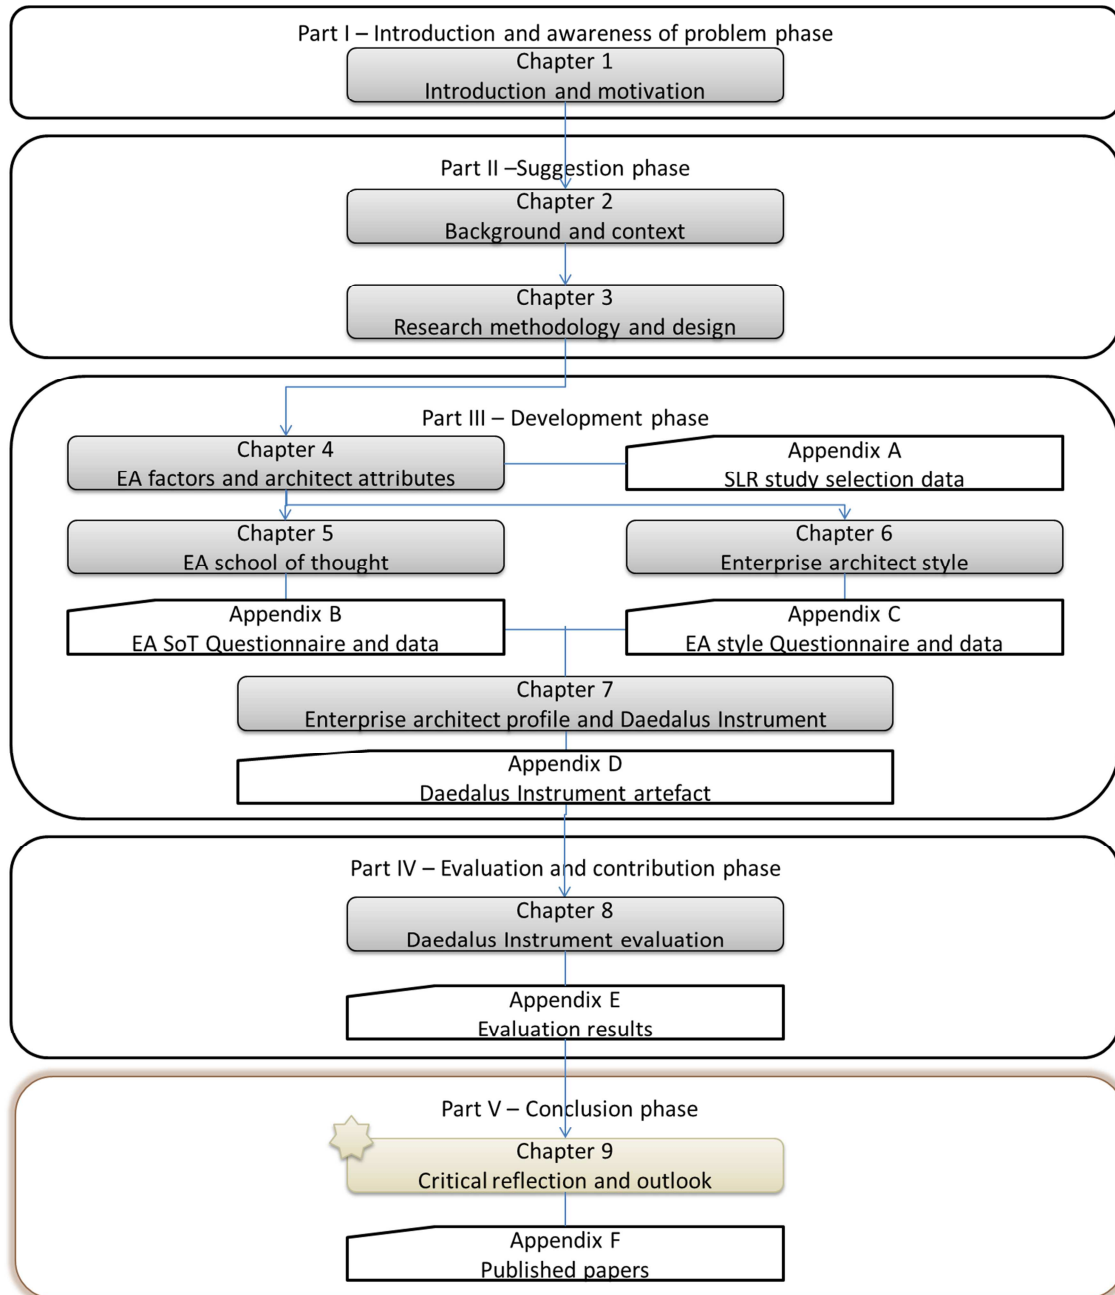 Part I – Introduction and awareness of problem phase
Chapter 1
Introduction and motivation
Part II –Suggestion phase
Chapter 2
Background and context
Chapter 3
Research methodology and design
Part III – Development phase
Chapter 4
EA factors and architect attributes
Appendix A
SLR study selection data
Chapter 5
EA school of thought
Chapter 6
Enterprise architect style
Appendix B
EA SoT Questionnaire and data
Appendix C
EA style Questionnaire and data
Chapter 7
Enterprise architect profile and Daedalus Instrument
Appendix D
Daedalus Instrument artefact
Part IV – Evaluation and contribution phase
Chapter 8
Daedalus Instrument evaluation
Appendix E
Evaluation results
Part V – Conclusion phase
Chapter 9
Critical reflection and outlook
Appendix F
Published papers